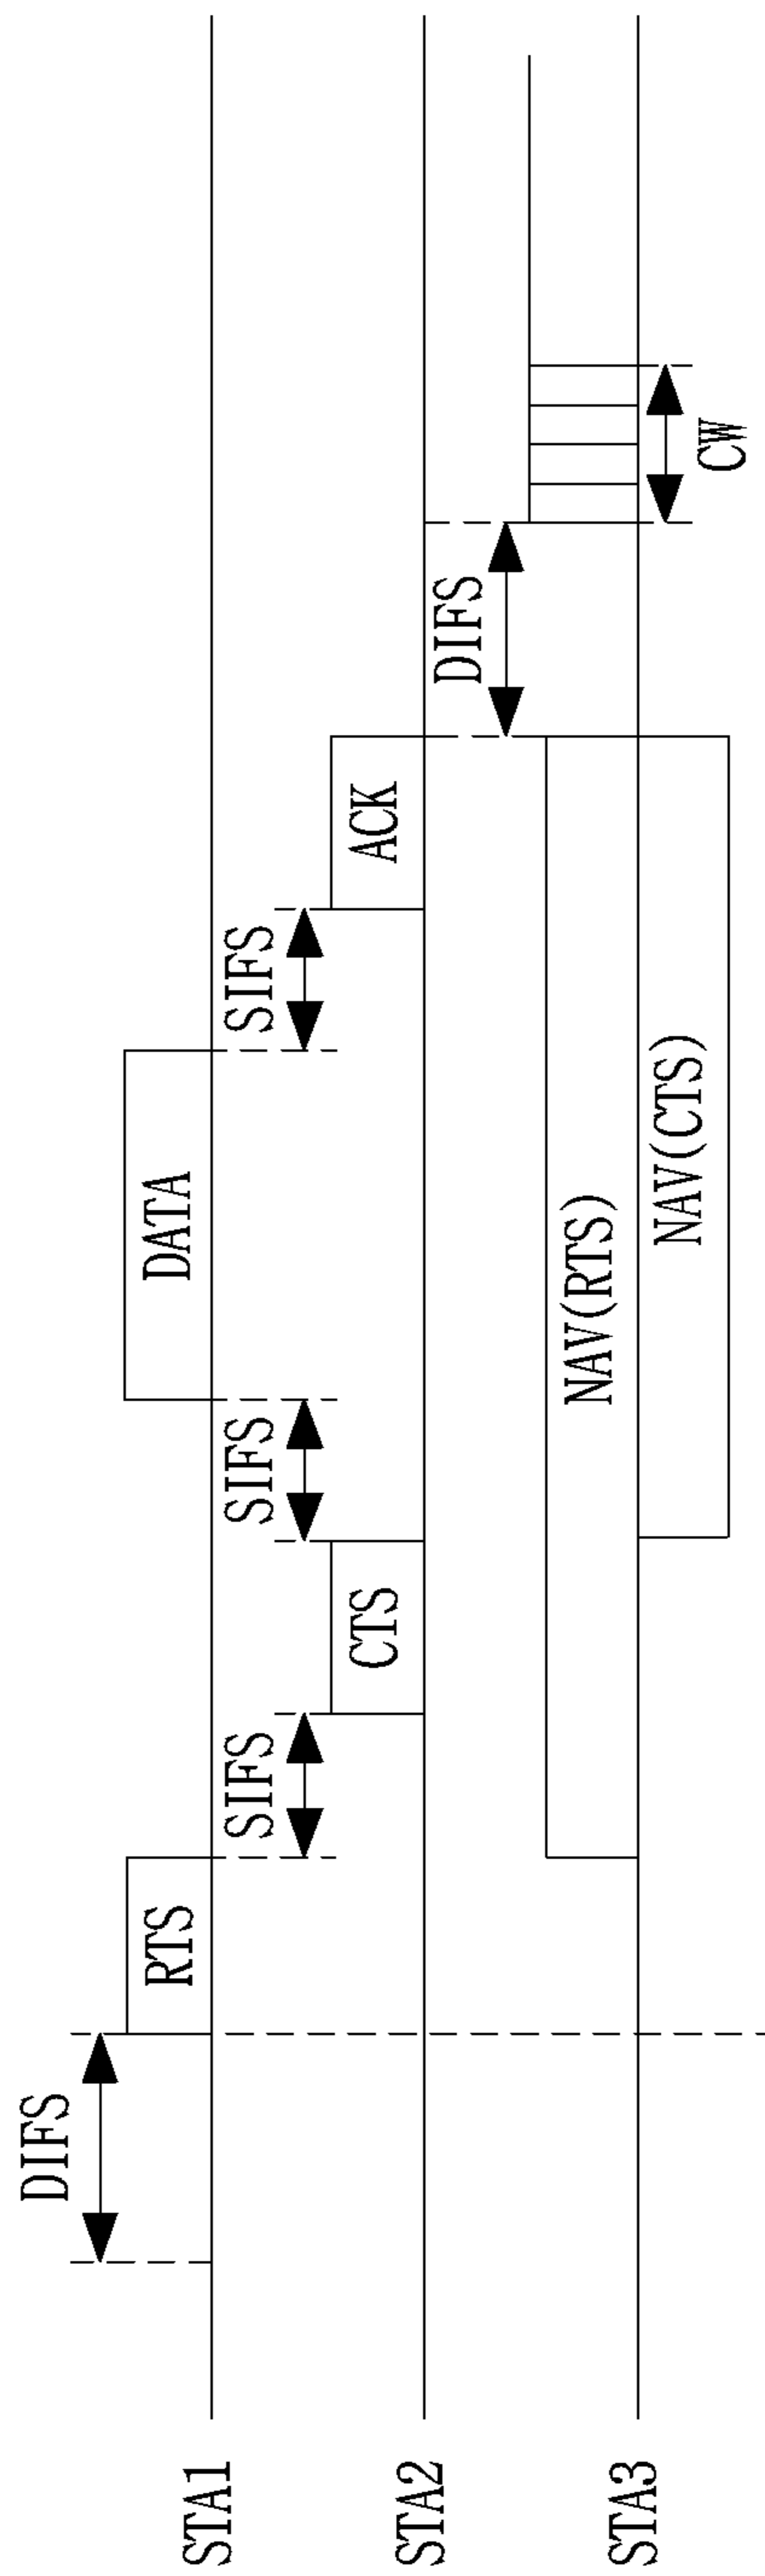 DIFS
STA1
RTS
DATA
SIFS
SIFS
SIFS
STA2
CTS
ACK
DIFS
STA3
NAV(RTS)
NAV(CTS)
CW